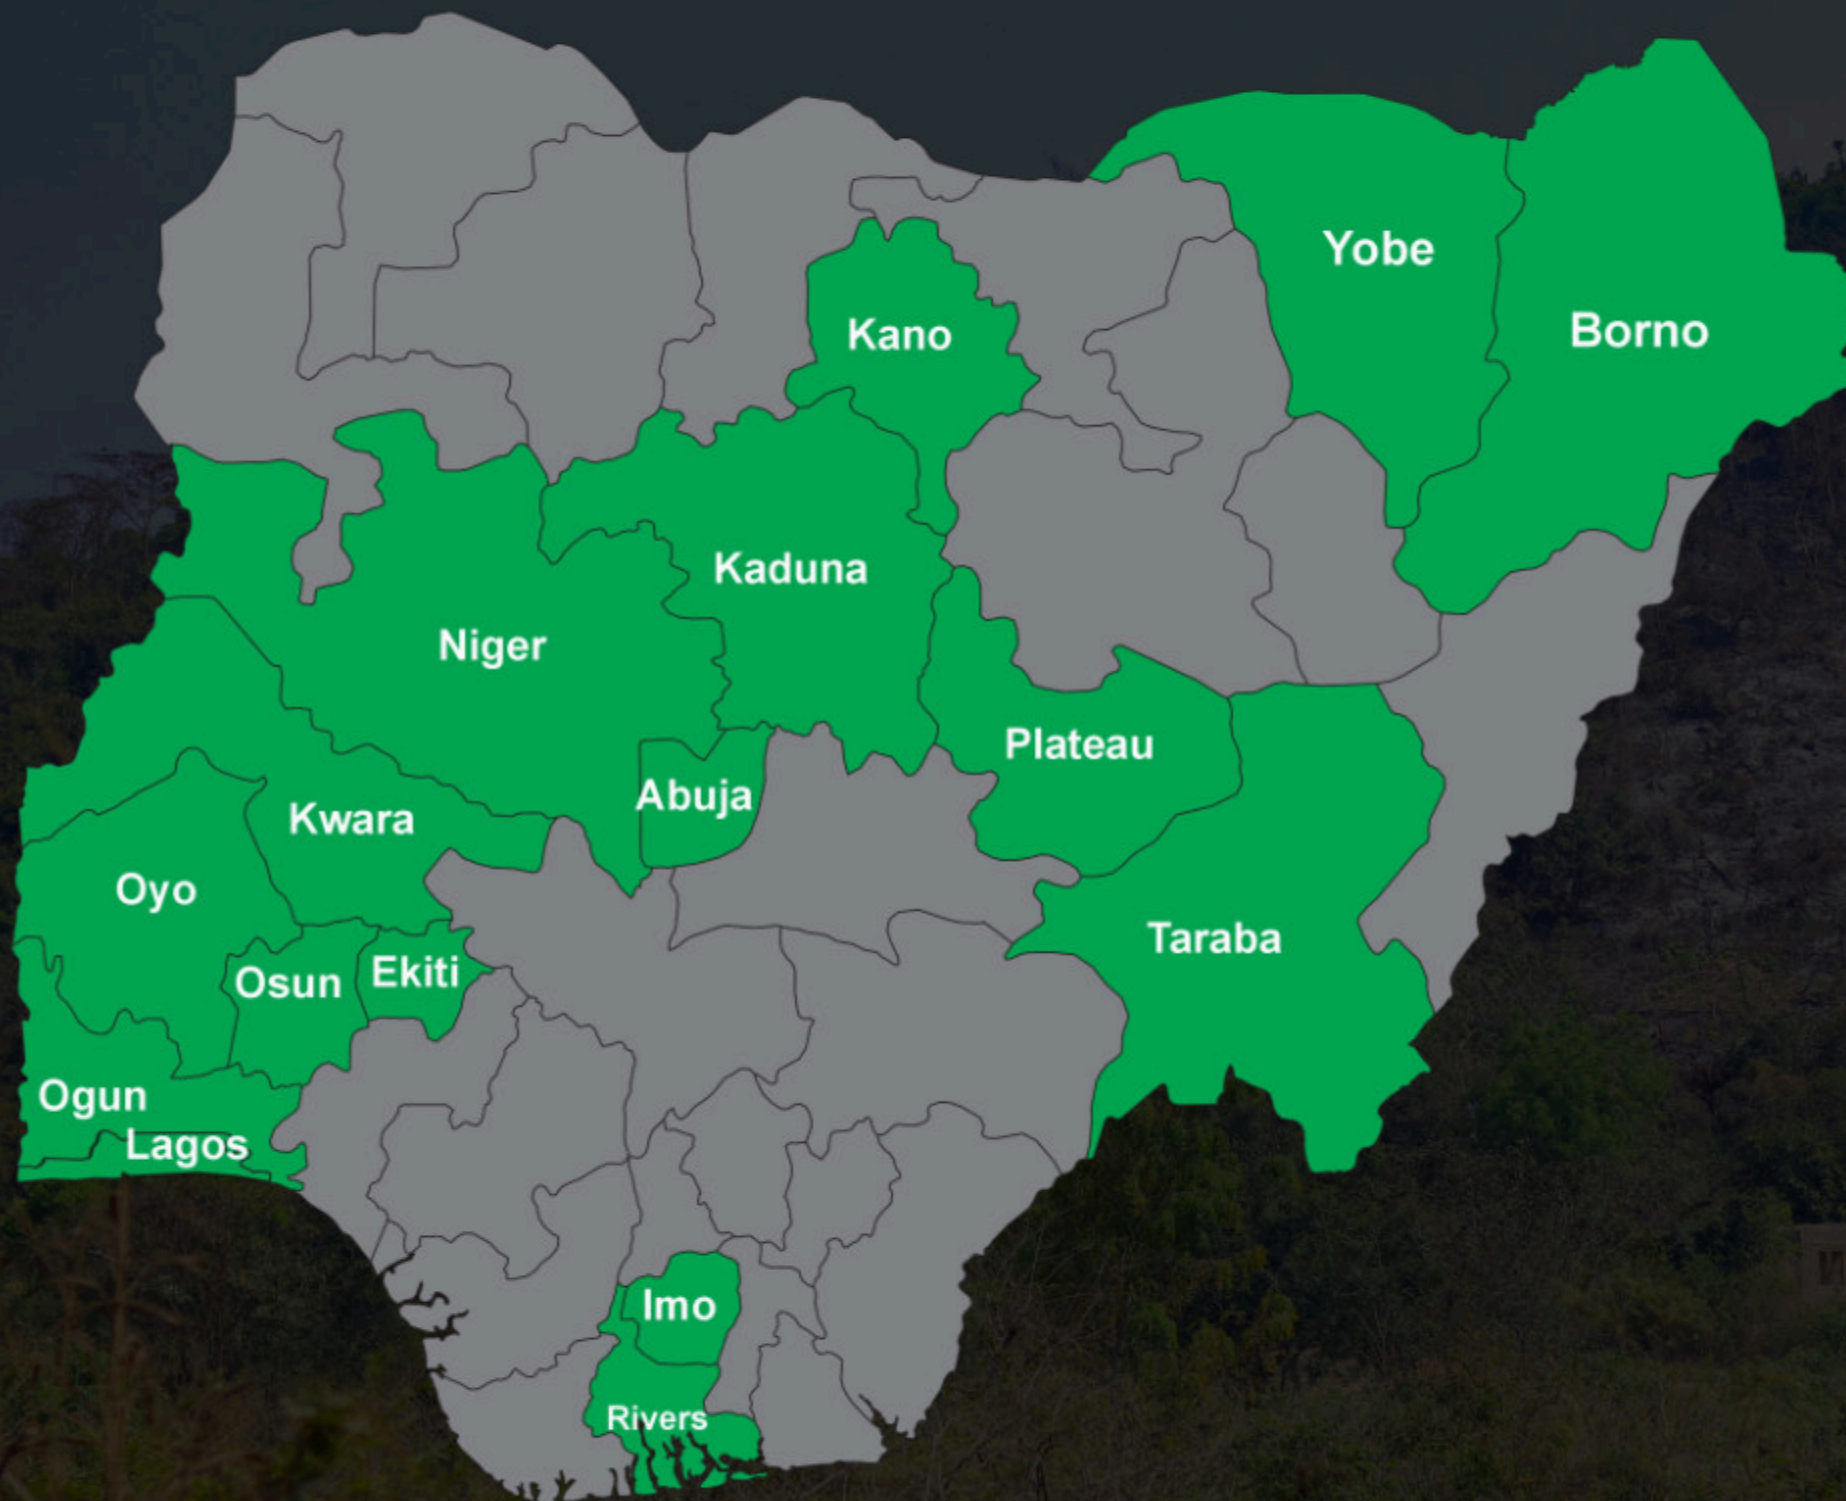 Yobe
Borno
Kano
Kaduna
Niger
Plateau
Abuja
Kwara
Oyo
Taraba
Osun
Ekiti
Ogun
Lagos
Imo
Rivers